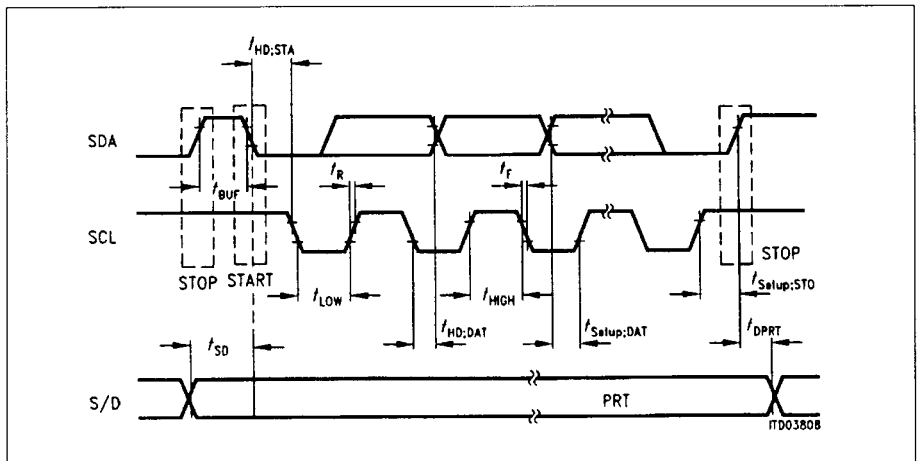 t HD;STA
SDA
t BUF
t R
t F
SCL
STOP START
STOP
t LOW
t HIGH
t Setup;STO
t HD;DAT
t Setup;DAT
t DPRT
t SD
S/D
PRT
ITD03808